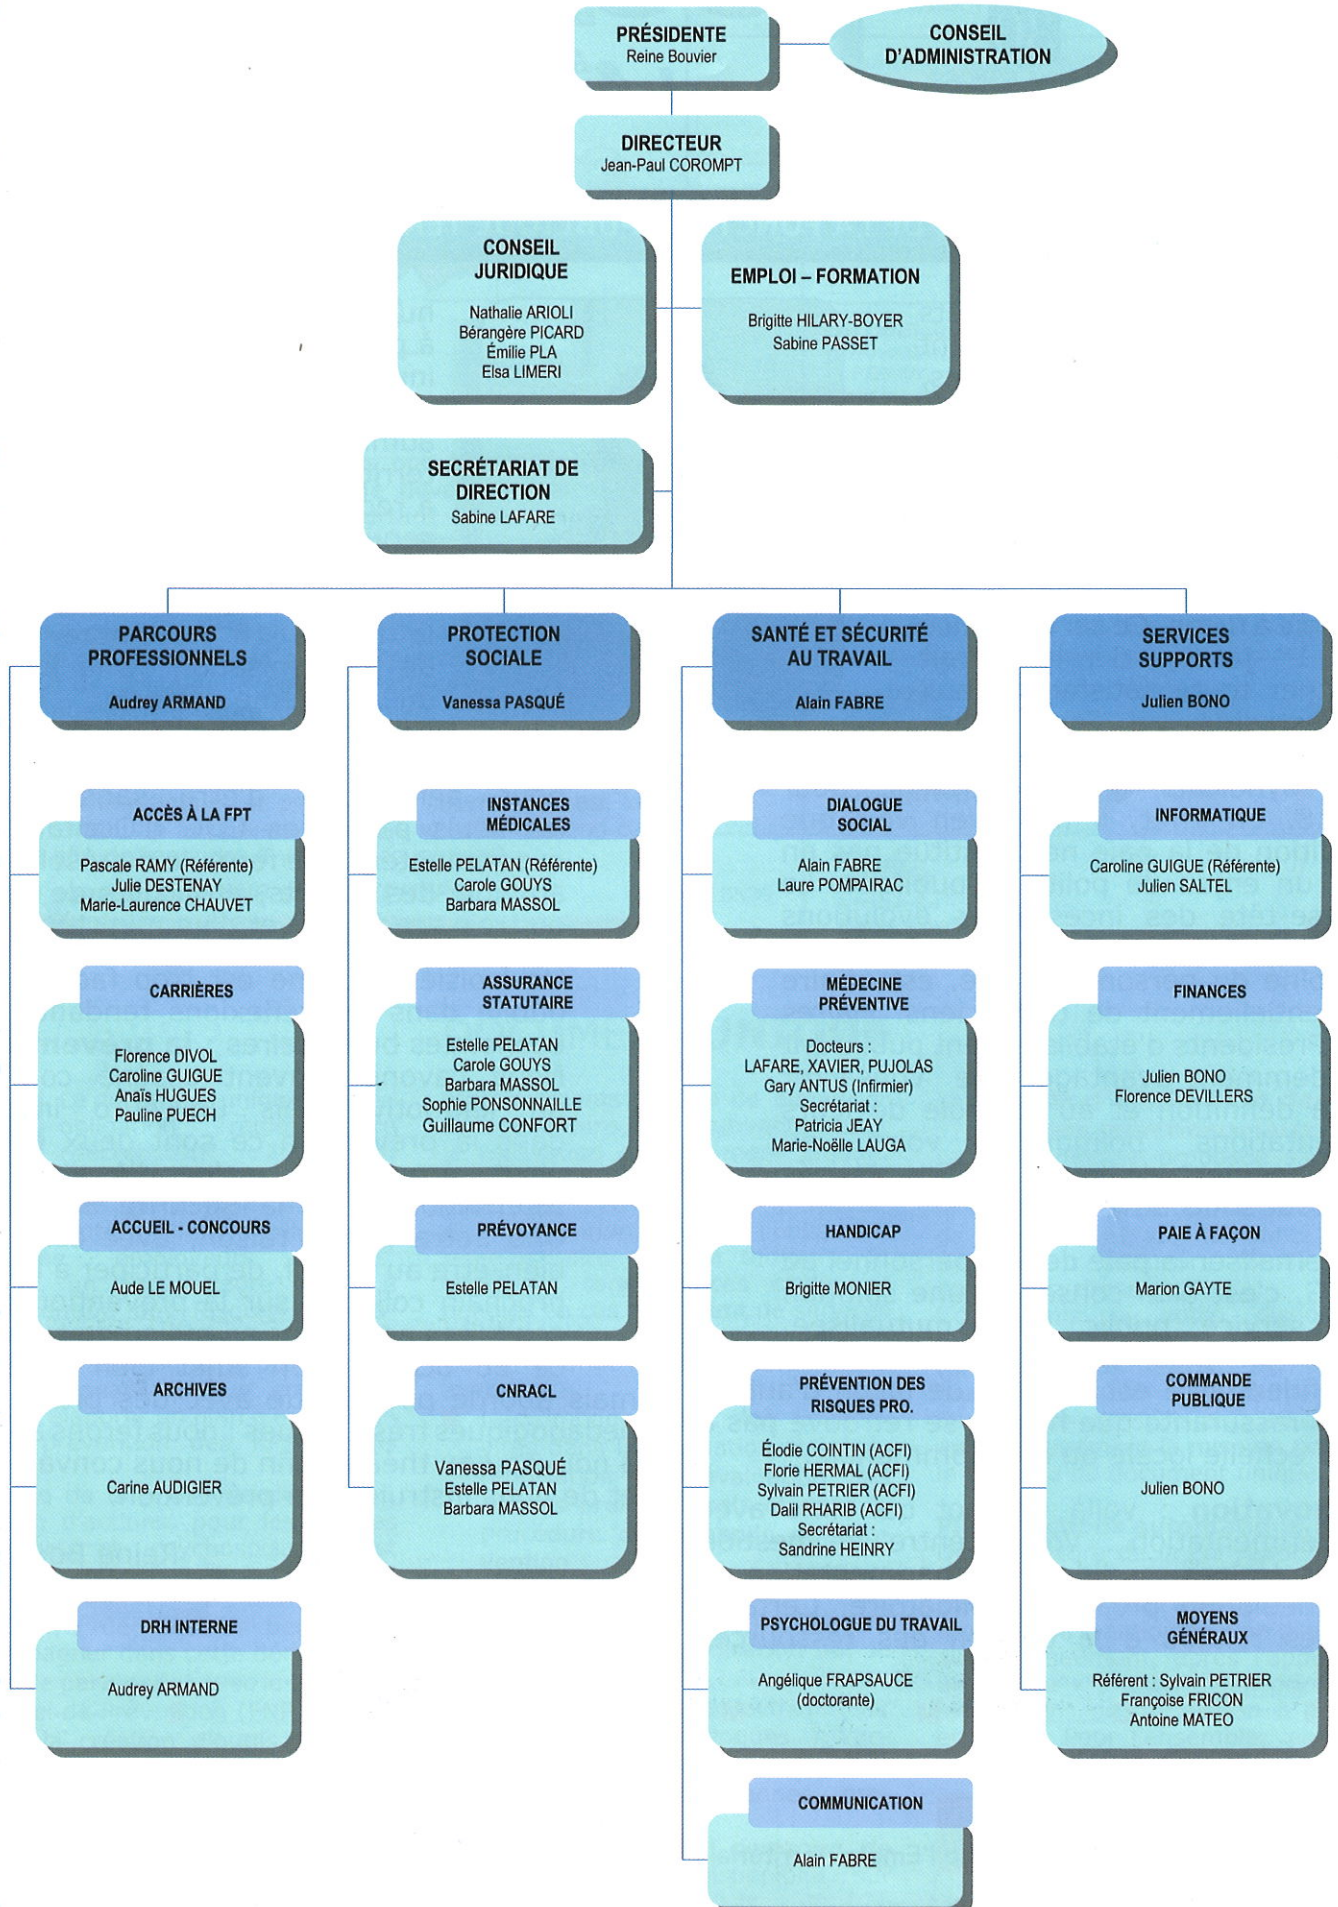 PRÉSIDENTE
Reine Bouvier
CONSEIL
D'ADMINISTRATION
DIRECTEUR
Jean-Paul COROMPT
CONSEIL
JURIDIQUE
Nathalie ARIOLI
Bérangère PICARD
Émilie PLA
Elsa LIMERI
EMPLOI – FORMATION
Brigitte HILARY-BOYER
Sabine PASSET
SECRÉTARIAT DE
DIRECTION
Sabine LAFARE
PARCOURS
PROFESSIONNELS
Audrey ARMAND
ACCÈS À LA FPT
Pascale RAMY (Référente)
Julie DESTENAY
Marie-Laurence CHAUVET
CARRIÈRES
Florence DIVOL
Caroline GUIGUE
Anaïs HUGUES
Pauline PUECH
ACCUEIL - CONCOURS
Aude LE MOUEL
ARCHIVES
Carine AUDIGIER
DRH INTERNE
Audrey ARMAND
PROTECTION
SOCIALE
Vanessa PASQUÉ
INSTANCES
MÉDICALES
Estelle PELATAN (Référente)
Carole GOUYS
Barbara MASSOL
ASSURANCE
STATUTAIRE
Estelle PELATAN
Carole GOUYS
Barbara MASSOL
Sophie PONSONNAILLE
Guillaume CONFORT
PRÉVOYANCE
Estelle PELATAN
CNRACL
Vanessa PASQUÉ
Estelle PELATAN
Barbara MASSOL
SANTÉ ET SÉCURITÉ
AU TRAVAIL
Alain FABRE
DIALOGUE
SOCIAL
Alain FABRE
Laure POMPAIRAC
MÉDECINE
PRÉVENTIVE
Docteurs :
LAFARE, XAVIER, PUJOLAS
Gary ANTUS (Infirmier)
Secrétariat :
Patricia JEAY
Marie-Noëlle LAUGA
HANDICAP
Brigitte MONIER
PRÉVENTION DES
RISQUES PRO.
Élodie COINTIN (ACFI)
Florie HERMAL (ACFI)
Sylvain PETRIER (ACFI)
Dalil RHARIB (ACFI)
Secrétariat :
Sandrine HEINRY
PSYCHOLOGUE DU TRAVAIL
Angélique FRAPSAUCE
(doctorante)
COMMUNICATION
Alain FABRE
SERVICES
SUPPORTS
Julien BONO
INFORMATIQUE
Caroline GUIGUE (Référente)
Julien SALTEL
FINANCES
Julien BONO
Florence DEVILLERS
PAIE À FAÇON
Marion GAYTE
COMMANDE
PUBLIQUE
Julien BONO
MOYENS
GÉNÉRAUX
Référent : Sylvain PETRIER
Françoise FRICON
Antoine MATEO